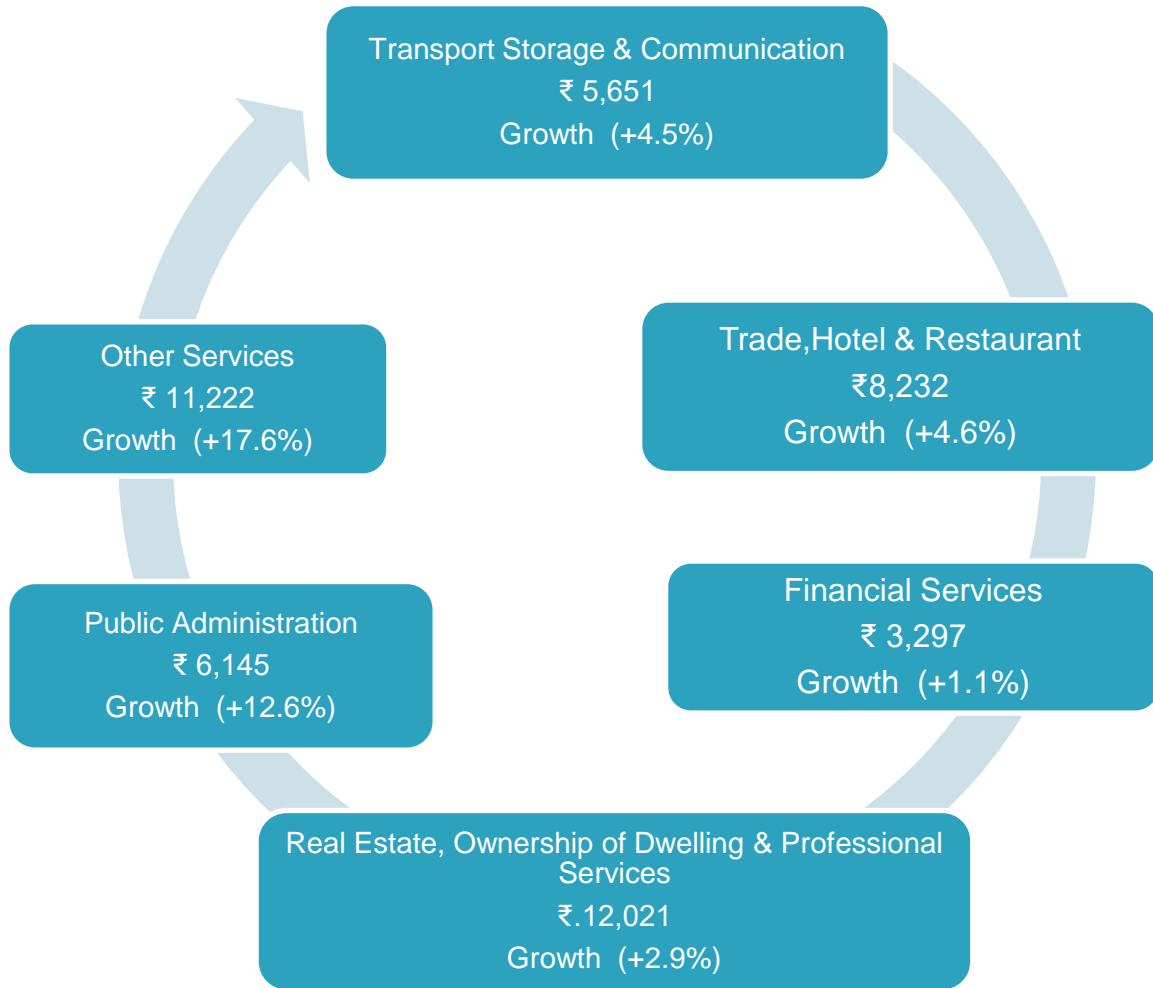 Transport Storage & Communication
₹ 5,651
Growth (+4.5%)
Trade,Hotel & Restaurant
₹8,232
Growth (+4.6%)
Financial Services
₹ 3,297
Growth (+1.1%)
Real Estate, Ownership of Dwelling & Professional
Services
₹.12,021
Growth (+2.9%)
Public Administration
₹ 6,145
Growth (+12.6%)
Other Services
₹ 11,222
Growth (+17.6%)